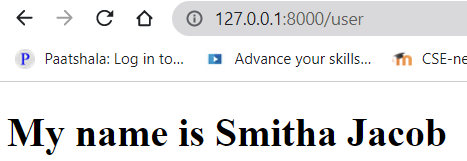 127.0.0.1:8000/user
P Paatshala: Log in to... Advance your skills... m CSE-ne
My name is Smitha Jacob